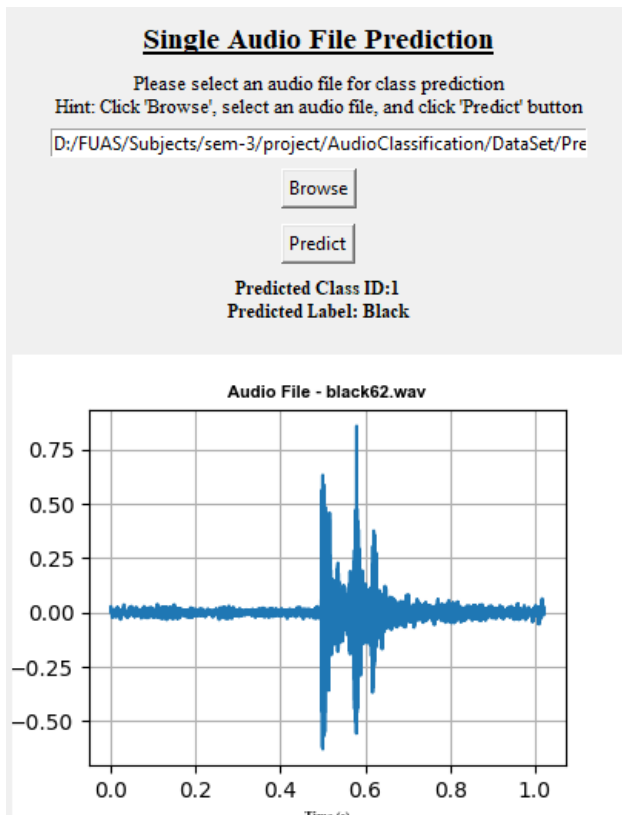 Single Audio File Prediction
Please select an audio file for class prediction
Hint: Click 'Browse', select an audio file, and click 'Predict' button
D:/FUAS/Subjects/sem-3/project/AudioClassification/DataSet/Pre
Browse
Predict
Predicted Class ID:1
Predicted Label: Black
Audio File - black62.wav
0.75
0.50
0.25
0.00
−0.25
−0.50
0.0 0.2 0.4 0.6 0.8 1.0
Time (s)